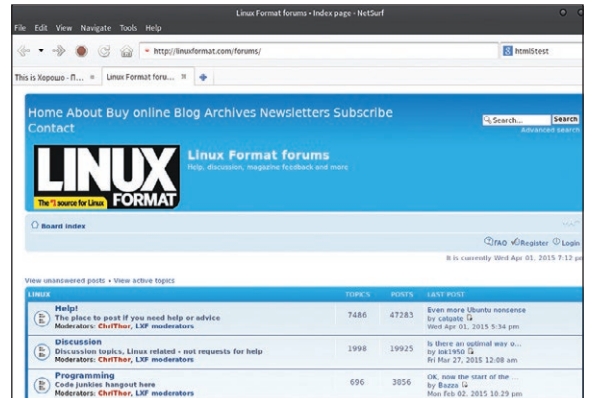 Linux Format forums • Index page - NetSurf
File Edit View Navigate Tools Help
http://linuxformat.com/forums/
html5test
This is Хорошо - П...
Linux Format foru...
Home About Buy online Blog Archives Newsletters Subscribe
Contact
Search...
Search
Advanced search
LINUX
FORMAT
The #1 source for Linux
Linux Format forums
Help, discussion, magazine feedback and more
Board index
FAQ Register Login
It is currently Wed Apr 01, 2015 7:12 pm
View unanswered posts • View active topics
LINUX TOPICS POSTS LAST POST
Help! 7486 47283 Even more Ubuntu nonsense
The place to post if you need help or advice by catgate
Moderators: ChriThor, LXF moderators Wed Apr 01, 2015 5:34 pm
Discussion 1998 19925 Is there an optimal way o...
Discussion topics, Linux related - not requests for help by lok1950
Moderators: ChriThor, LXF moderators Fri Mar 27, 2015 12:08 am
Programming 696 3056 OK, now the start of the ...
Code junkies hangout here by Bazza
Moderators: ChriThor, LXF moderators Mon Feb 02, 2015 10:29 pm